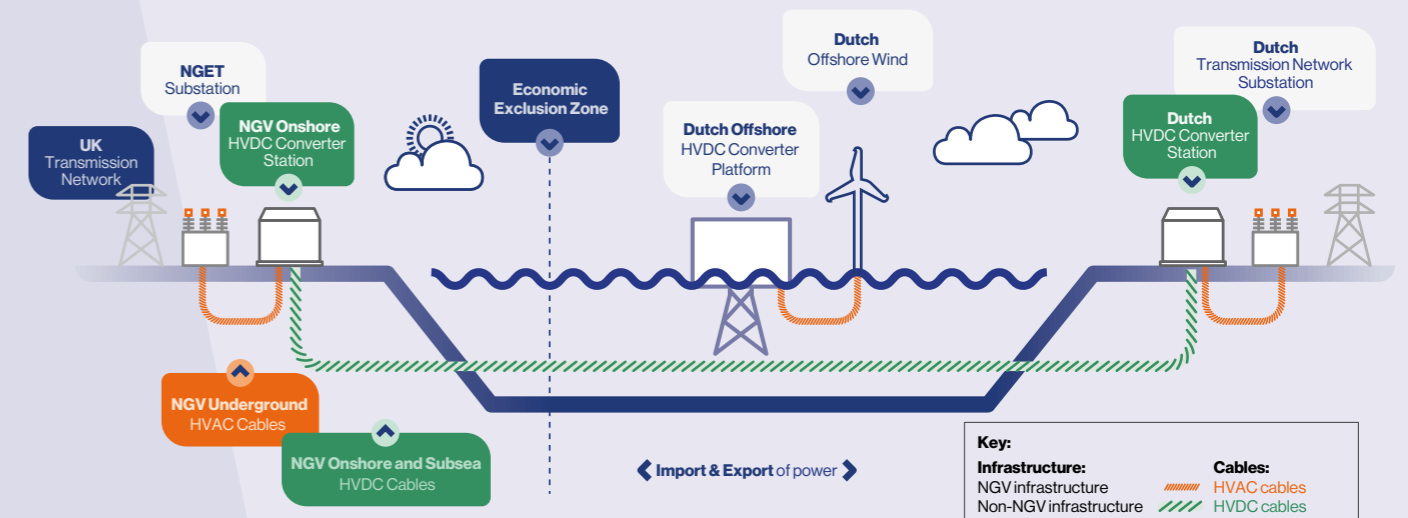 NGET
Substation
UK
Transmission
Network
NGV Onshore
HVDC Converter
Station
Economic
Exclusion Zone
Dutch Offshore
HVDC Converter
Platform
Dutch
Offshore Wind
Dutch
Transmission Network
Substation
Dutch
HVDC Converter
Station
NGV Underground
HVAC Cables
NGV Onshore and Subsea
HVDC Cables
Import & Export of power
Key:
Infrastructure:
NGV infrastructure
Non-NGV infrastructure
Cables:
HVAC cables
HVDC cables